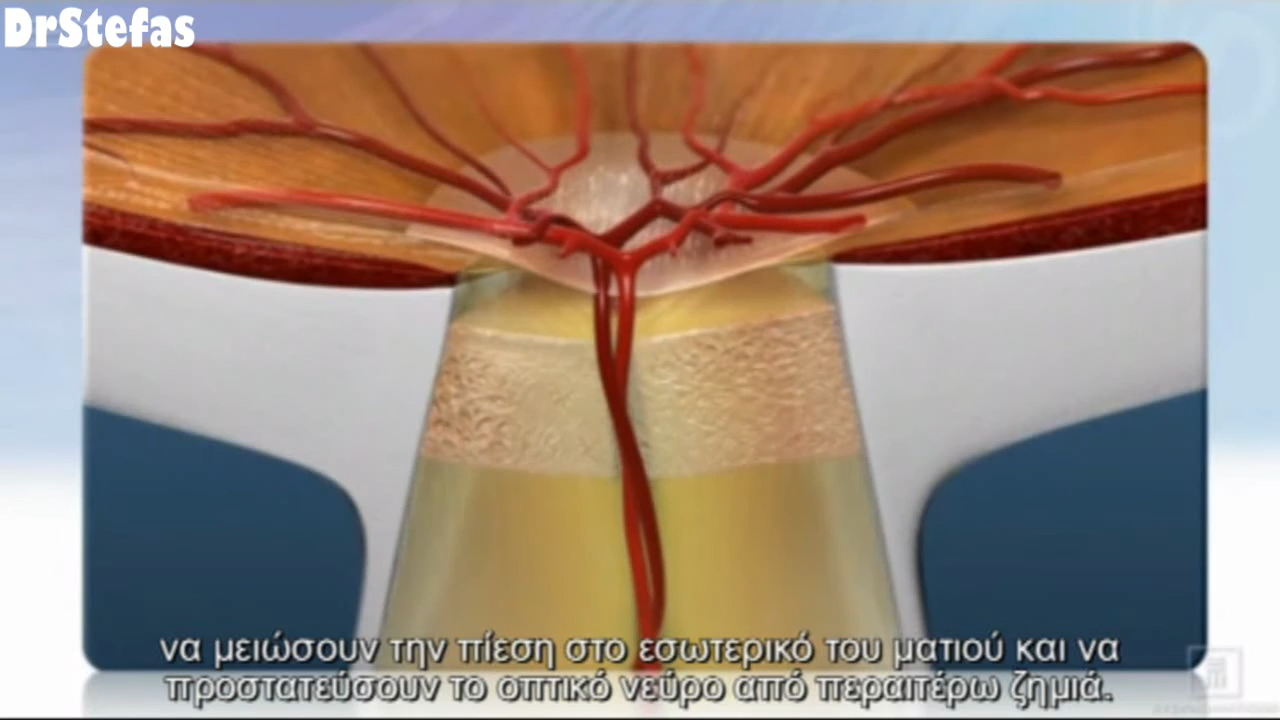 DrStefas
να μειώσουν την πίεση στο εσωτερικό του ματιού και να
προστατεύσουν το οπτικό νεύρο από περαιτέρω ζημιά.